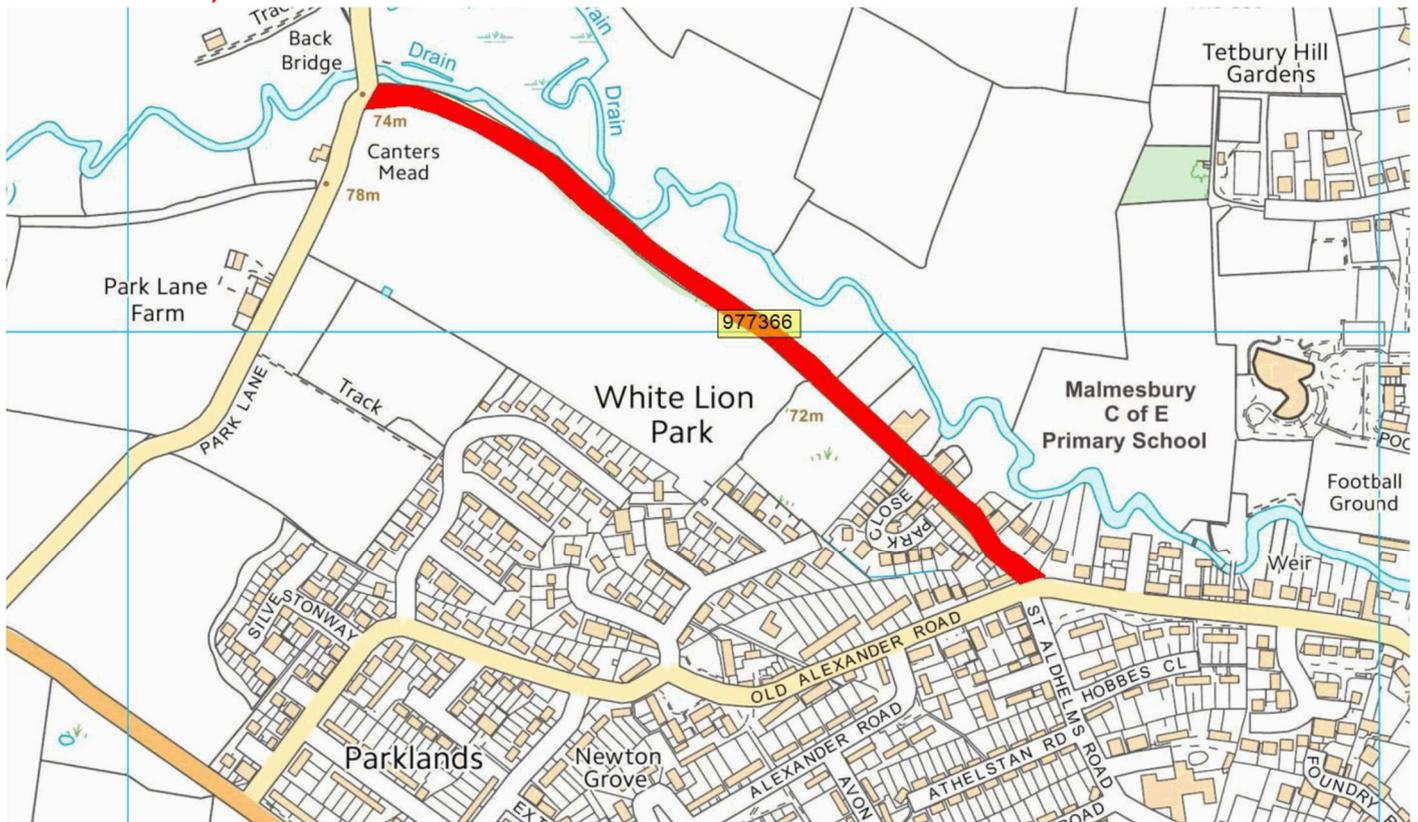 Back
Bridge
Drain
Drain
Tetbury Hill
Gardens
74m
Canters
Mead
78m
Park Lane
Farm
977366
PARK LANE
Track
White Lion
Park
72m
Malmesbury
C of E
Primary School
Football
Ground
PARK
CLOSE
Weir
STONWAY
OLD ALEXANDER ROAD
ST ALDHELMS ROAD
HOBBES CL
Parklands
Newton
Grove
ALEXANDER ROAD
ATHELSTAN RD
AVON
FOUNDRY
ROAD